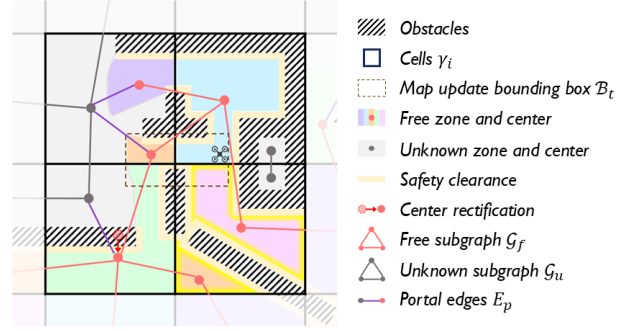 Obstacles
Cells γᵢ
Map update bounding box ℬₜ
Free zone and center
Unknown zone and center
Safety clearance
Center rectification
Free subgraph 𝒢_f
Unknown subgraph 𝒢ᵤ
Portal edges Eₚ